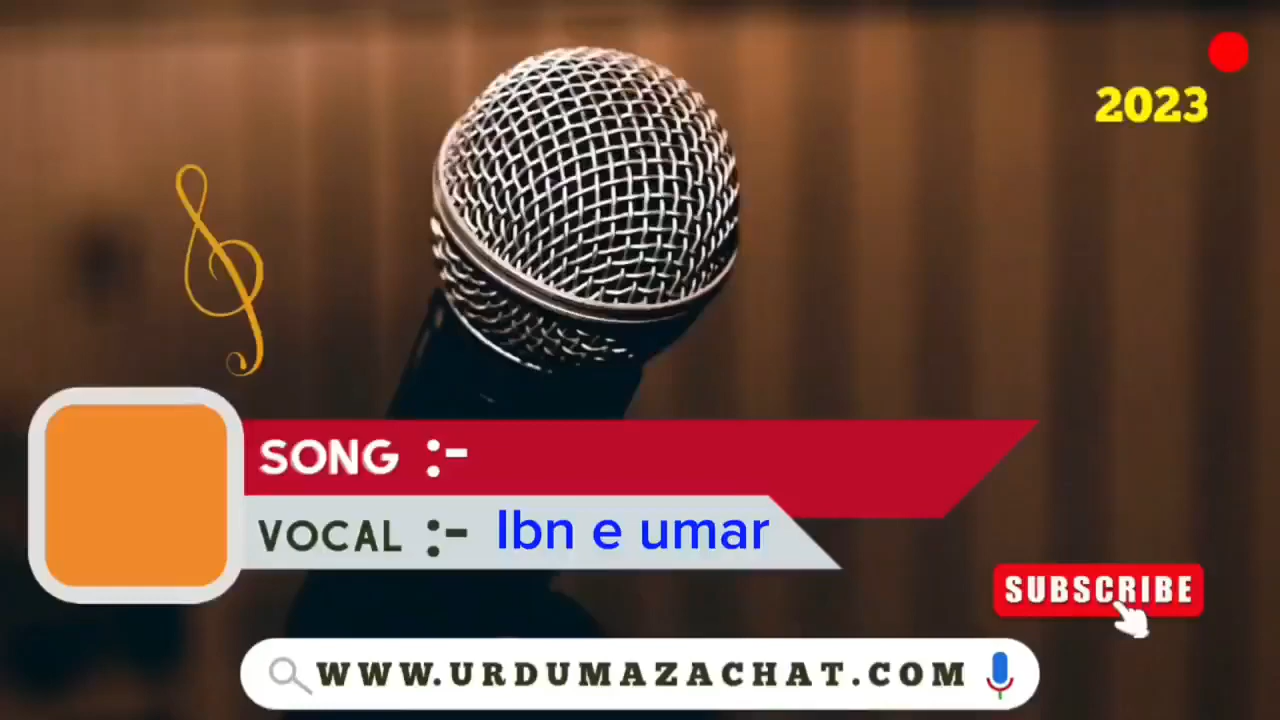 2023
SONG :-
VOCAL :- Ibn e umar
SUBSCRIBE
WWW.URDUMAZACHAT.COM